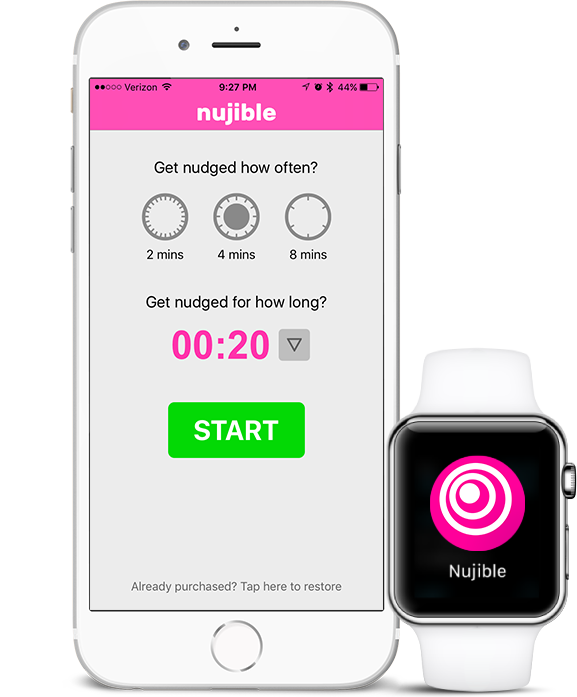 Verizon 9:27 PM 44%
nujible
Get nudged how often?
2 mins 4 mins 8 mins
Get nudged for how long?
00:20
START
Already purchased? Tap here to restore
Nujible